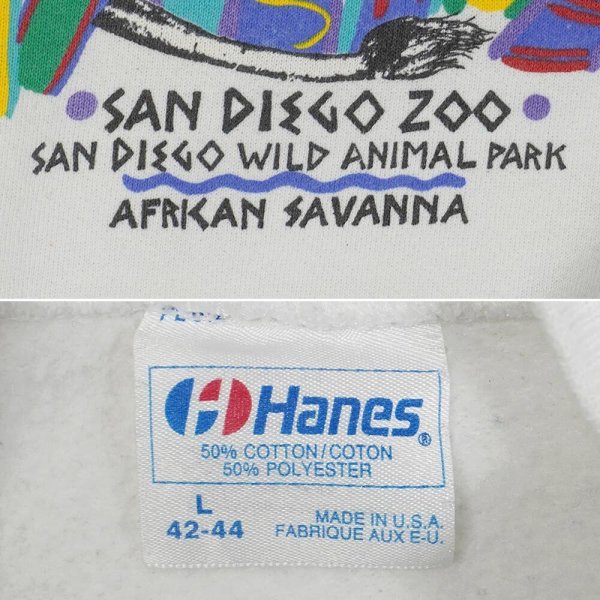 SAN DIEGO ZOO
SAN DIEGO WILD ANIMAL PARK
AFRICAN SAVANNA
Hanes®
50% COTTON/COTON
50% POLYESTER
L
42-44
MADE IN U.S.A.
FABRIQUE AUX E-U.